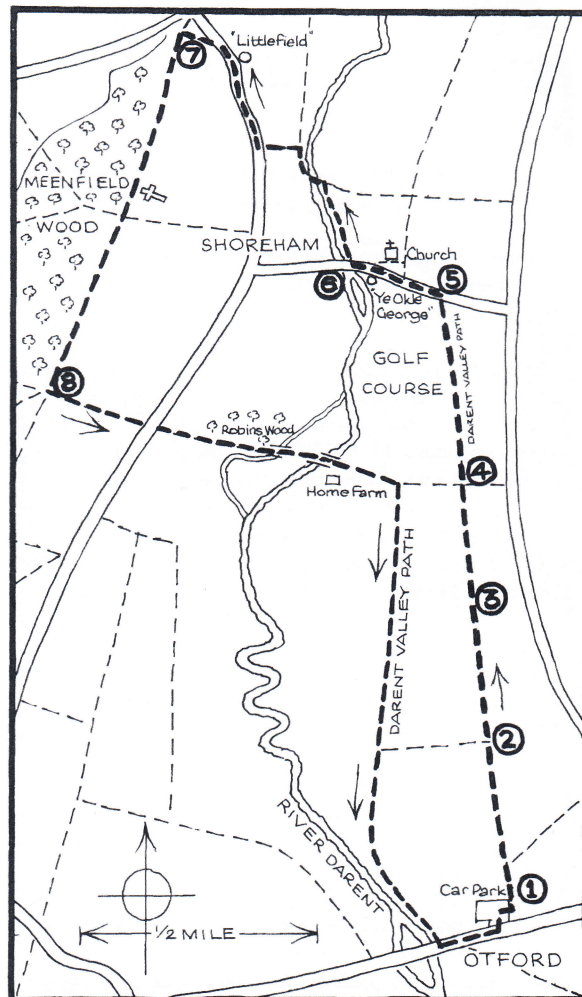 "Littlefield"
7
MEENFIELD
WOOD
SHOREHAM
Church
5
6
"Ye Olde
George"
GOLF
COURSE
DARENT VALLEY PATH
8
Robins Wood
4
Home Farm
3
DARENT VALLEY PATH
2
RIVER DARENT
Car Park
1
1/2 MILE
OTFORD